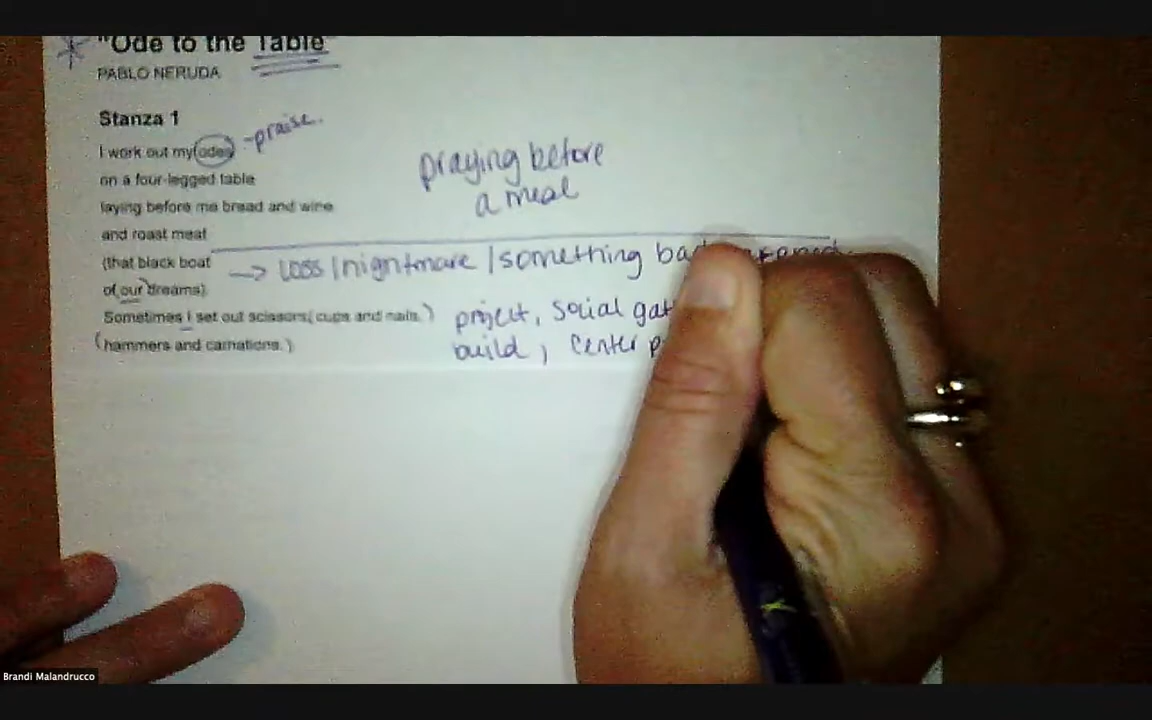 "Ode to the Table"
PABLO NERUDA
Stanza 1
I work out my odes -praise.
on a four-legged table
laying before me bread and wine
and roast meat
praying before
a meal
(that black boat → Loss/nightmare/something bad
of our dreams)
Sometimes I set out scissors, cups and nails. project, social
hammers and carnations. build, center
Brandi Malandrucco